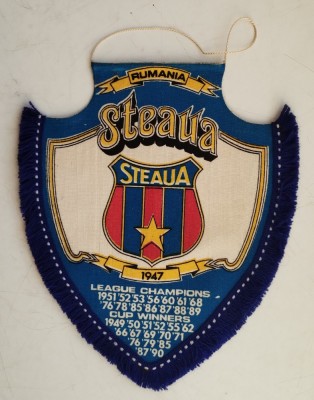 RUMANIA
Steaua
STEAUA
1947
LEAGUE CHAMPIONS
1951'52'53'56'60'61'68
'76'78'85'86'87'88'89
CUP WINNERS
1949'50'51'52'55'62
'66'67'69'70'71
'76'79'85
'87'90